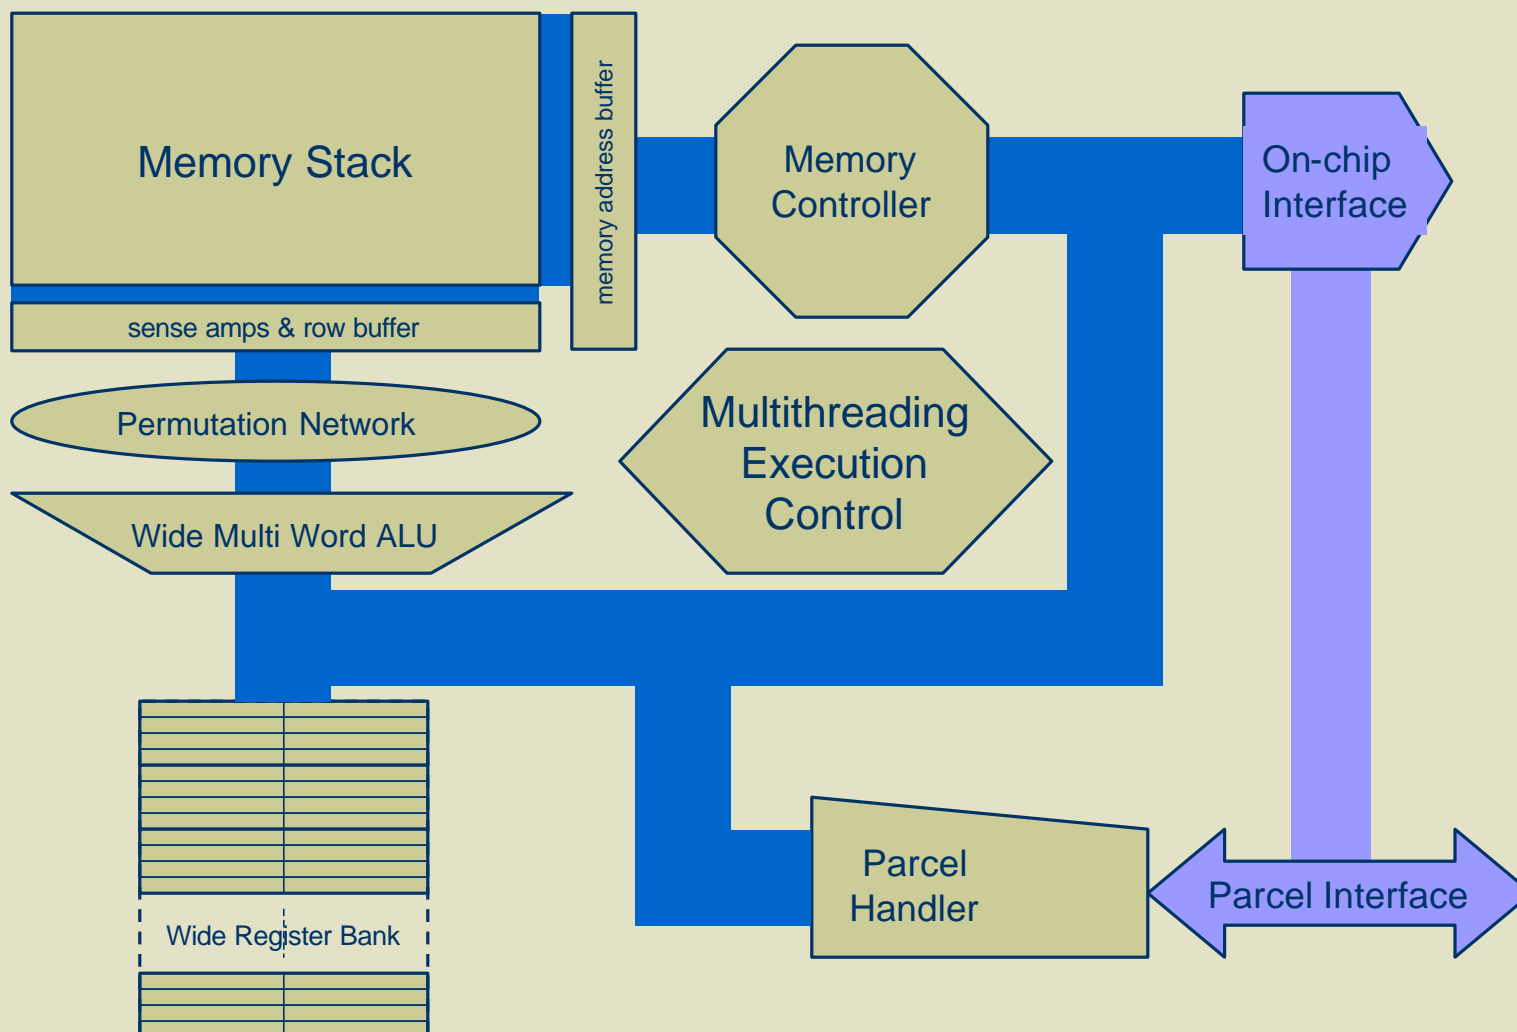 Memory Stack
memory address buffer
Memory
Controller
On-chip
Interface
sense amps & row buffer
Permutation Network
Multithreading
Execution
Control
Wide Multi Word ALU
Parcel
Handler
Parcel Interface
Wide Register Bank